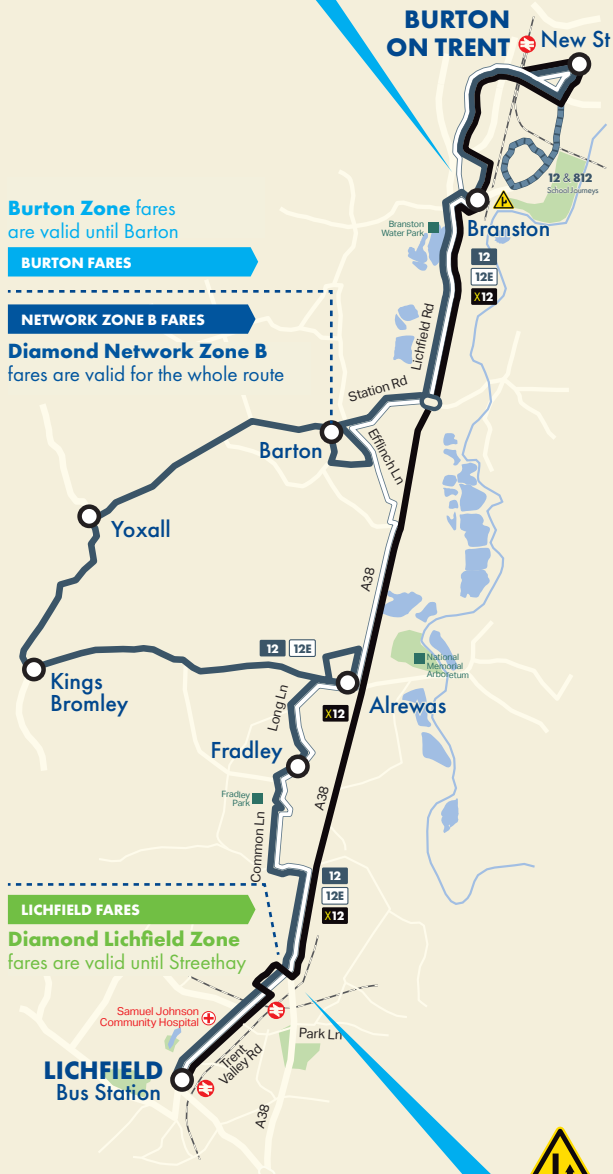 BURTON
ON TRENT
New St
12 & 812
School Journeys
Burton Zone fares
are valid until Barton
BURTON FARES
Branston
Water Park
Branston
12
12E
X12
NETWORK ZONE B FARES
Diamond Network Zone B
fares are valid for the whole route
Lichfield Rd
Station Rd
Barton
Efflinch Ln
Yoxall
A38
12 12E
National
Memorial
Arboretum
Kings
Bromley
Alrewas
Long Ln
X12
Fradley
Fradley
Park
A38
Common Ln
12
12E
X12
LICHFIELD FARES
Diamond Lichfield Zone
fares are valid until Streethay
Samuel Johnson
Community Hospital
Park Ln
Trent
Valley Rd
LICHFIELD
Bus Station
A38